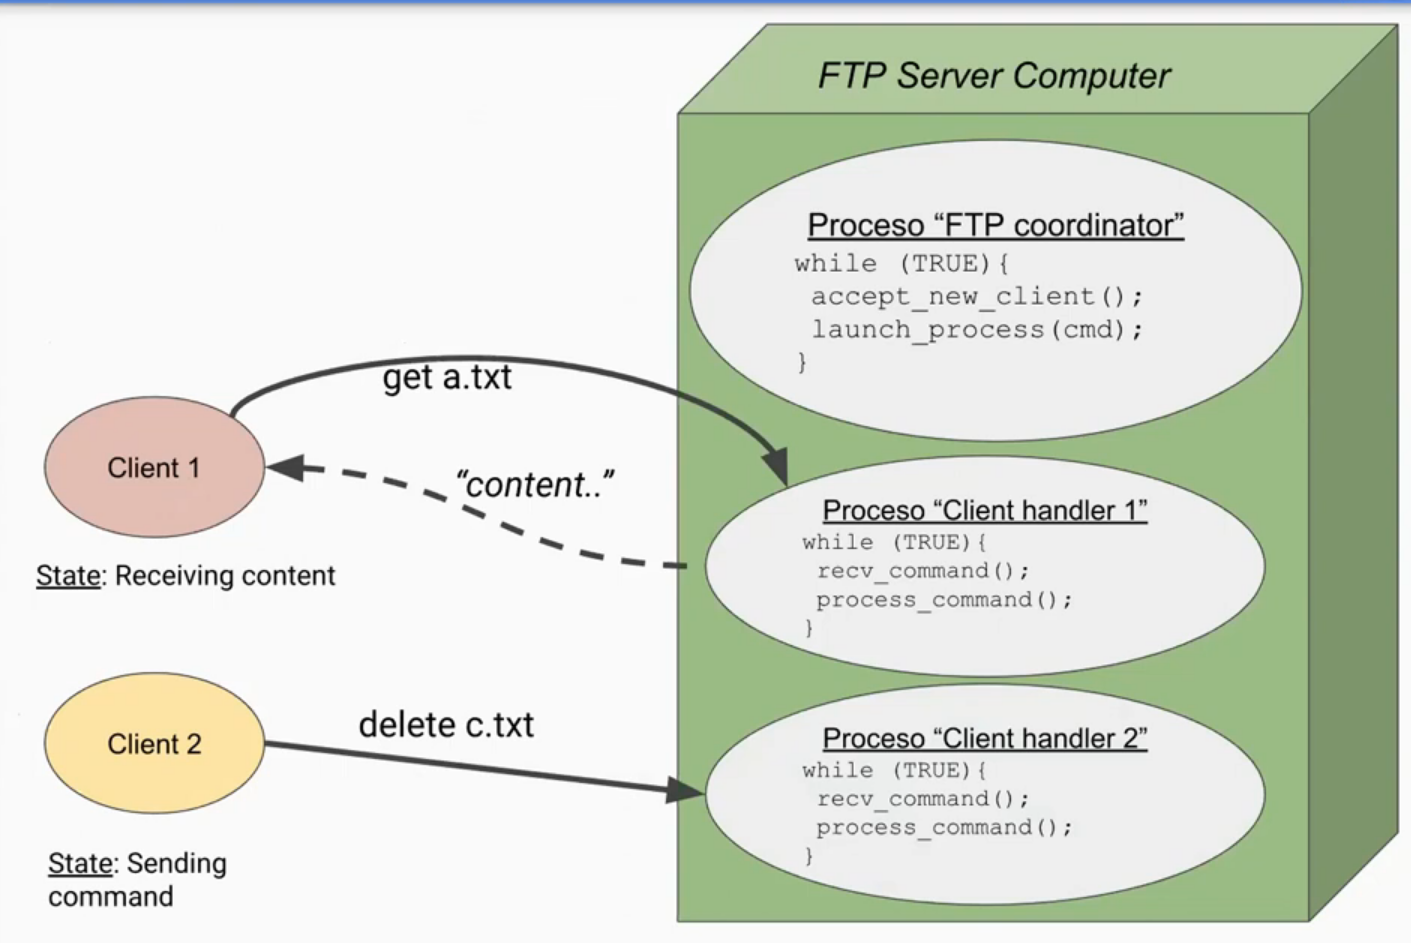 FTP Server Computer
Proceso “FTP coordinator”
while (TRUE){
accept_new_client();
launch_process(cmd);
}
get a.txt
Client 1
“content..”
State: Receiving content
Proceso “Client handler 1”
while (TRUE){
recv_command();
process_command();
}
delete c.txt
Client 2
State: Sending
command
Proceso “Client handler 2”
while (TRUE){
recv_command();
process_command();
}